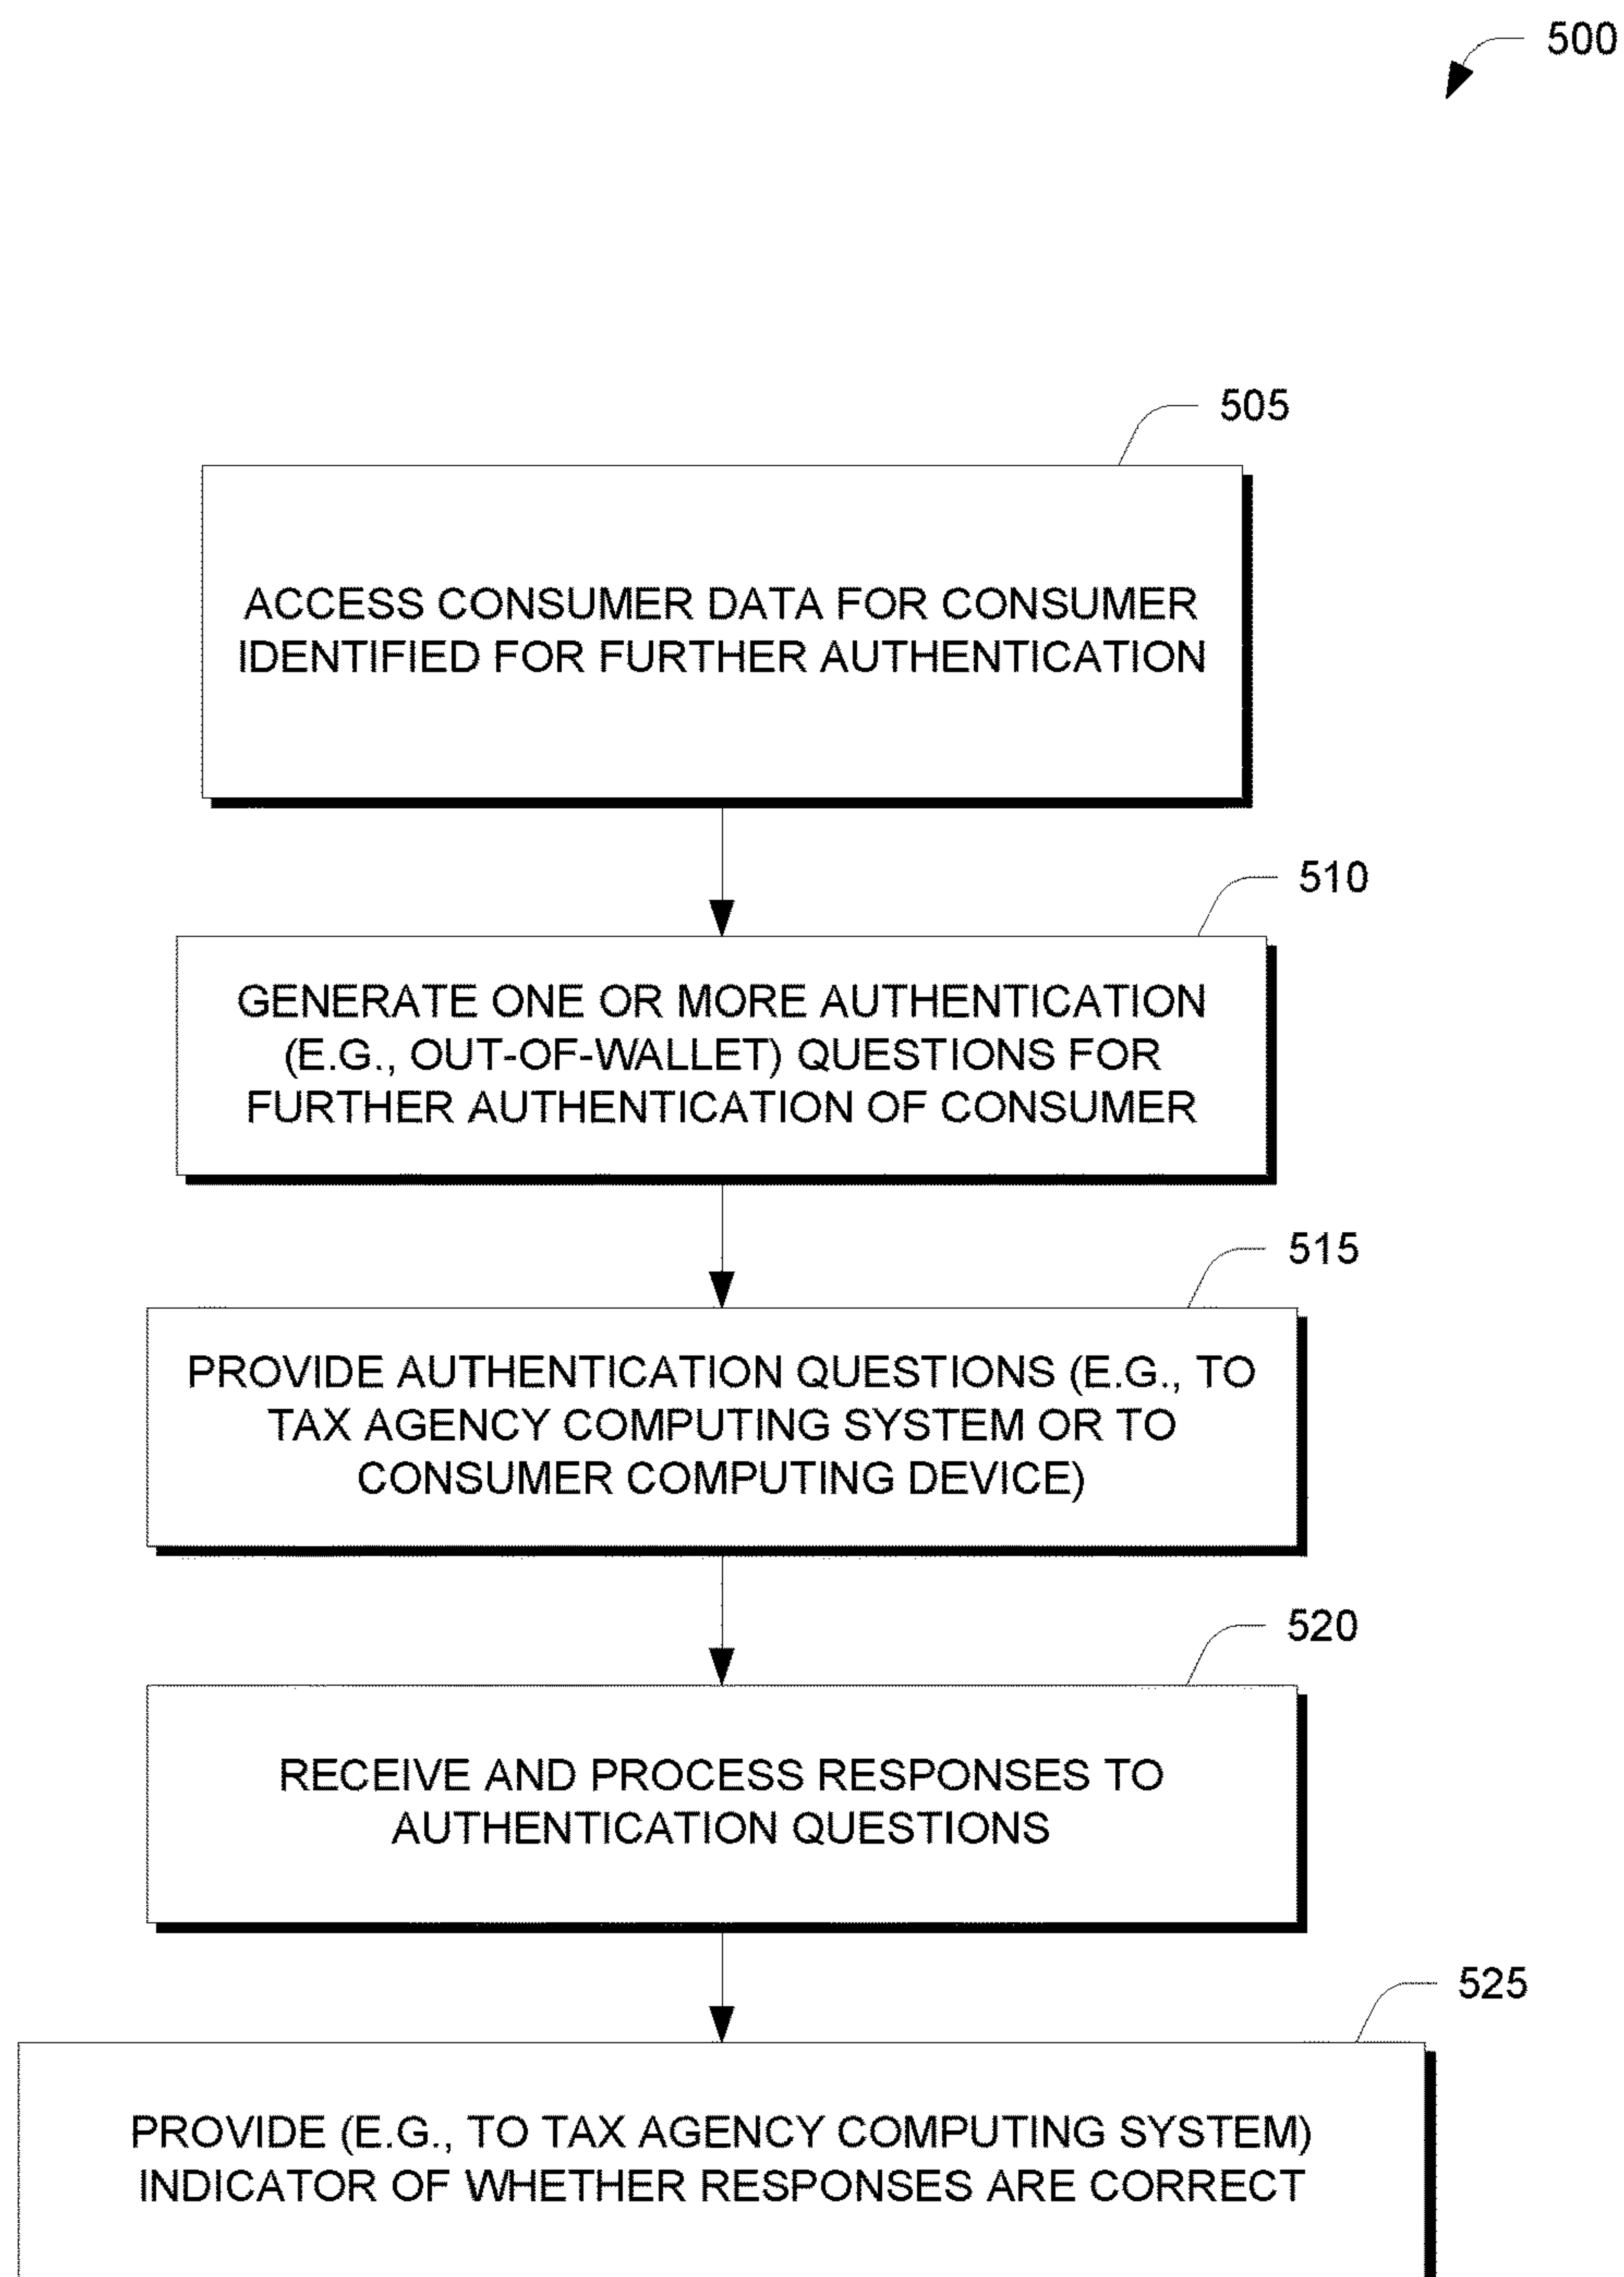 500
505
ACCESS CONSUMER DATA FOR CONSUMER
IDENTIFIED FOR FURTHER AUTHENTICATION
510
GENERATE ONE OR MORE AUTHENTICATION
(E.G., OUT-OF-WALLET) QUESTIONS FOR
FURTHER AUTHENTICATION OF CONSUMER
515
PROVIDE AUTHENTICATION QUESTIONS (E.G., TO
TAX AGENCY COMPUTING SYSTEM OR TO
CONSUMER COMPUTING DEVICE)
520
RECEIVE AND PROCESS RESPONSES TO
AUTHENTICATION QUESTIONS
525
PROVIDE (E.G., TO TAX AGENCY COMPUTING SYSTEM)
INDICATOR OF WHETHER RESPONSES ARE CORRECT